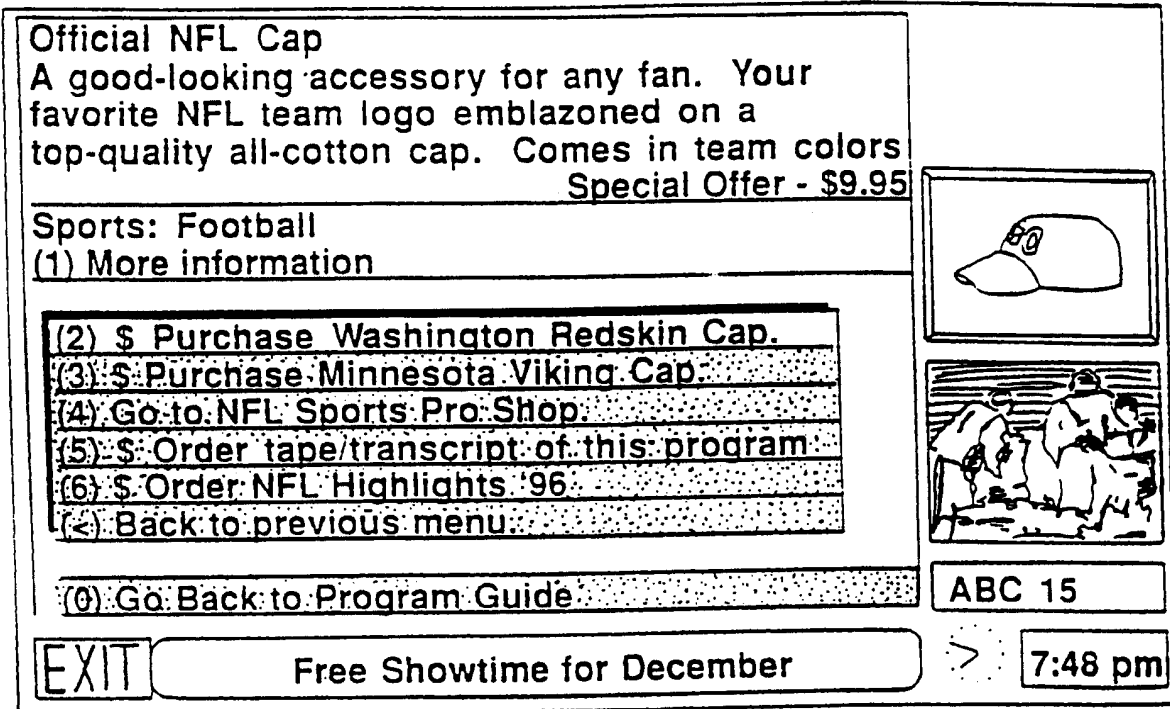 Official NFL Cap
A good-looking accessory for any fan. Your
favorite NFL team logo emblazoned on a
top-quality all-cotton cap. Comes in team colors
Special Offer - $9.95
Sports: Football
(1) More information
(2) $ Purchase Washington Redskin Cap.
(3) $ Purchase Minnesota Viking Cap.
(4) Go to NFL Sports Pro Shop.
(5) $ Order tape/transcript of this program
(6) $ Order NFL Highlights '96
(<) Back to previous menu.
(0) Go Back to Program Guide
ABC 15
EXIT
Free Showtime for December
7:48 pm